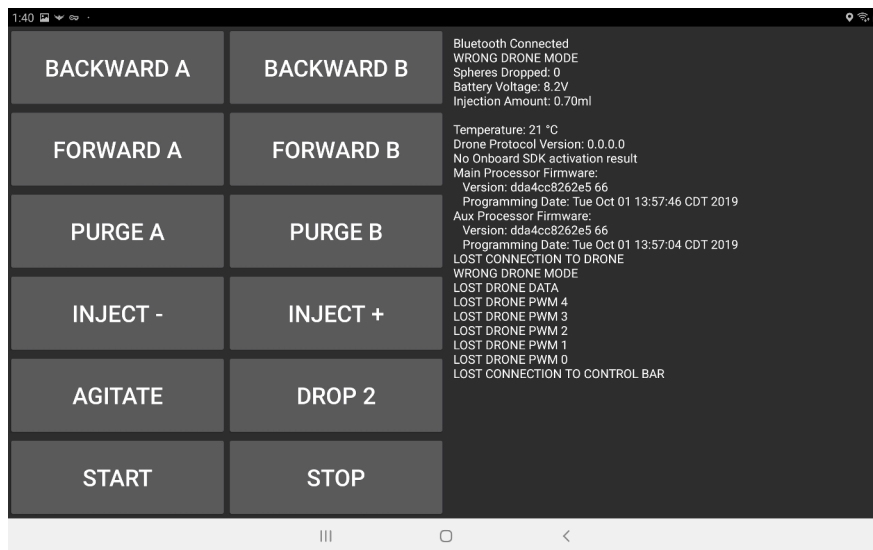 1:40
BACKWARD A
BACKWARD B
FORWARD A
FORWARD B
PURGE A
PURGE B
INJECT -
INJECT +
AGITATE
DROP 2
START
STOP
Bluetooth Connected
WRONG DRONE MODE
Spheres Dropped: 0
Battery Voltage: 8.2V
Injection Amount: 0.70ml
Temperature: 21 °C
Drone Protocol Version: 0.0.0.0
No Onboard SDK activation result
Main Processor Firmware:
Version: dda4cc8262e5 66
Programming Date: Tue Oct 01 13:57:46 CDT 2019
Aux Processor Firmware:
Version: dda4cc8262e5 66
Programming Date: Tue Oct 01 13:57:04 CDT 2019
LOST CONNECTION TO DRONE
WRONG DRONE MODE
LOST DRONE DATA
LOST DRONE PWM 4
LOST DRONE PWM 3
LOST DRONE PWM 2
LOST DRONE PWM 1
LOST DRONE PWM 0
LOST CONNECTION TO CONTROL BAR